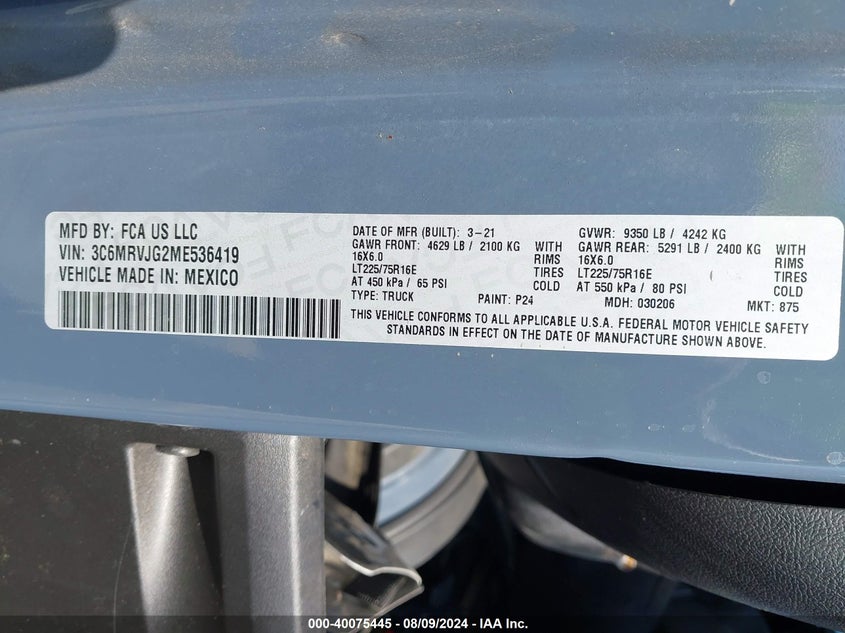 MFD BY: FCA US LLC
VIN: 3C6MRVJG2ME536419
VEHICLE MADE IN: MEXICO
DATE OF MFR (BUILT): 3-21 GVWR: 9350 LB / 4242 KG
GAWR FRONT: 4629 LB / 2100 KG WITH GAWR REAR: 5291 LB / 2400 KG WITH
16X6.0 RIMS 16X6.0 RIMS
LT225/75R16E TIRES LT225/75R16E TIRES
AT 450 kPa / 65 PSI COLD AT 550 kPa / 80 PSI COLD
TYPE: TRUCK PAINT: P24 MDH: 030206 MKT: 875
THIS VEHICLE CONFORMS TO ALL APPLICABLE U.S.A. FEDERAL MOTOR VEHICLE SAFETY
STANDARDS IN EFFECT ON THE DATE OF MANUFACTURE SHOWN ABOVE.
000-40075445 - 08/09/2024 - IAA Inc.